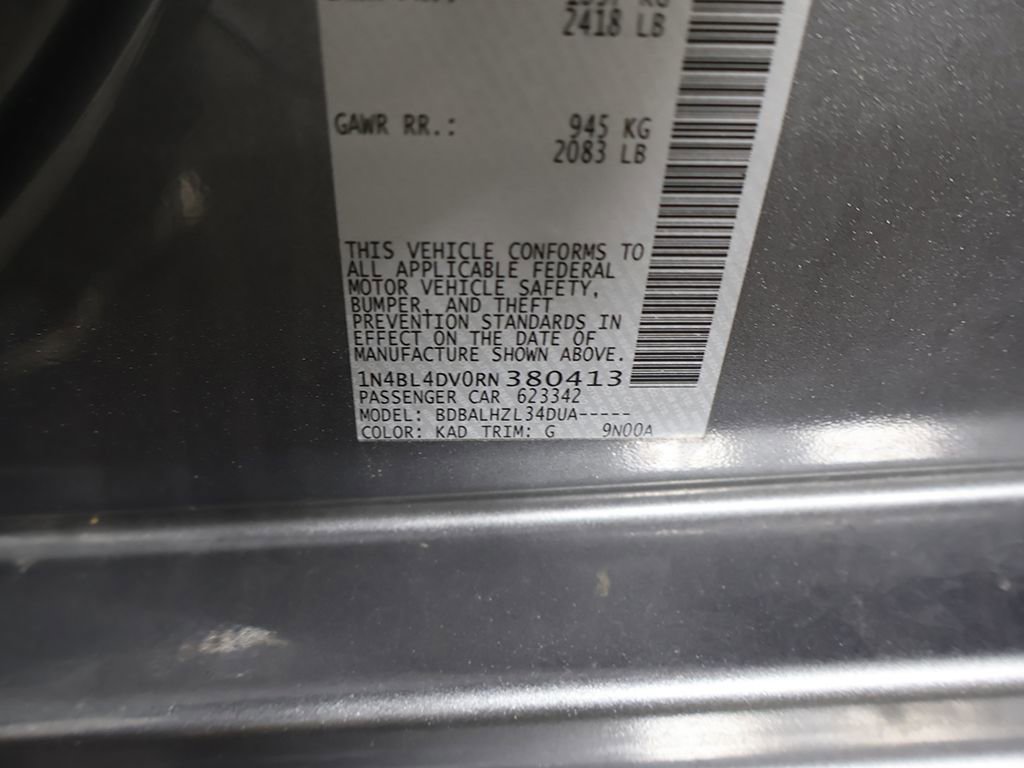 2418 LB
GAWR RR.: 945 KG
2083 LB
THIS VEHICLE CONFORMS TO
ALL APPLICABLE FEDERAL
MOTOR VEHICLE SAFETY,
BUMPER, AND THEFT
PREVENTION STANDARDS IN
EFFECT ON THE DATE OF
MANUFACTURE SHOWN ABOVE.
1N4BL4DV0RN380413
PASSENGER CAR 623342
MODEL: BDBALHZL34DUA-----
COLOR: KAD TRIM: G 9N00A